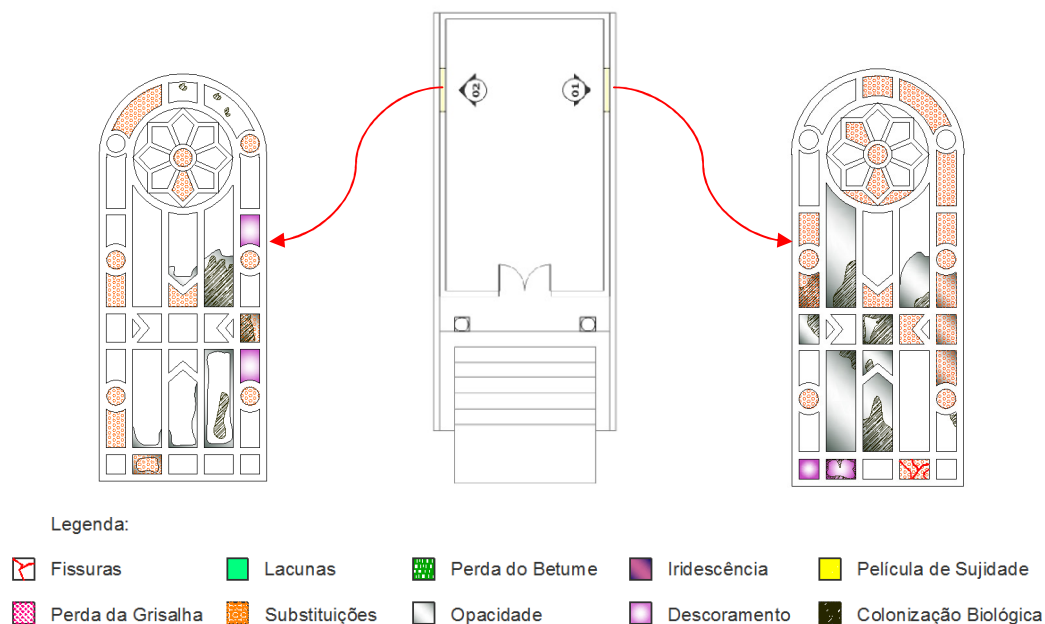 02
01
Legenda:
Fissuras
Lacunas
Perda do Betume
Iridescência
Película de Sujidade
Perda da Grisalha
Substituições
Opacidade
Descoramento
Colonização Biológica